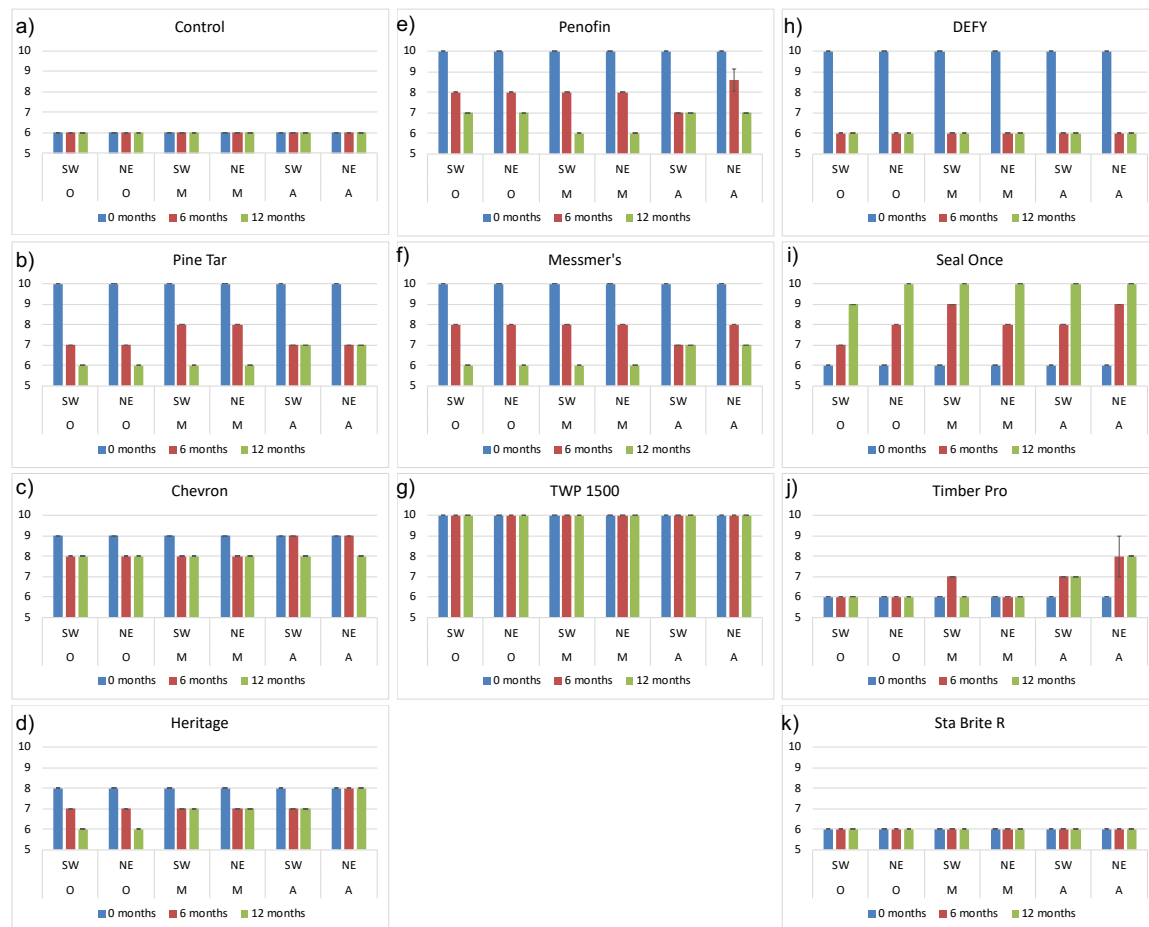 a)
Control
10
9
8
7
6
5
SW NE SW NE SW NE
O O M M A A
0 months 6 months 12 months
b)
Pine Tar
10
9
8
7
6
5
SW NE SW NE SW NE
O O M M A A
0 months 6 months 12 months
c)
Chevron
10
9
8
7
6
5
SW NE SW NE SW NE
O O M M A A
0 months 6 months 12 months
d)
Heritage
10
9
8
7
6
5
SW NE SW NE SW NE
O O M M A A
0 months 6 months 12 months
e)
Penofin
10
9
8
7
6
5
SW NE SW NE SW NE
O O M M A A
0 months 6 months 12 months
f)
Messmer's
10
9
8
7
6
5
SW NE SW NE SW NE
O O M M A A
0 months 6 months 12 months
g)
TWP 1500
10
9
8
7
6
5
SW NE SW NE SW NE
O O M M A A
0 months 6 months 12 months
h)
DEFY
10
9
8
7
6
5
SW NE SW NE SW NE
O O M M A A
0 months 6 months 12 months
i)
Seal Once
10
9
8
7
6
5
SW NE SW NE SW NE
O O M M A A
0 months 6 months 12 months
j)
Timber Pro
10
9
8
7
6
5
SW NE SW NE SW NE
O O M M A A
0 months 6 months 12 months
k)
Sta Brite R
10
9
8
7
6
5
SW NE SW NE SW NE
O O M M A A
0 months 6 months 12 months